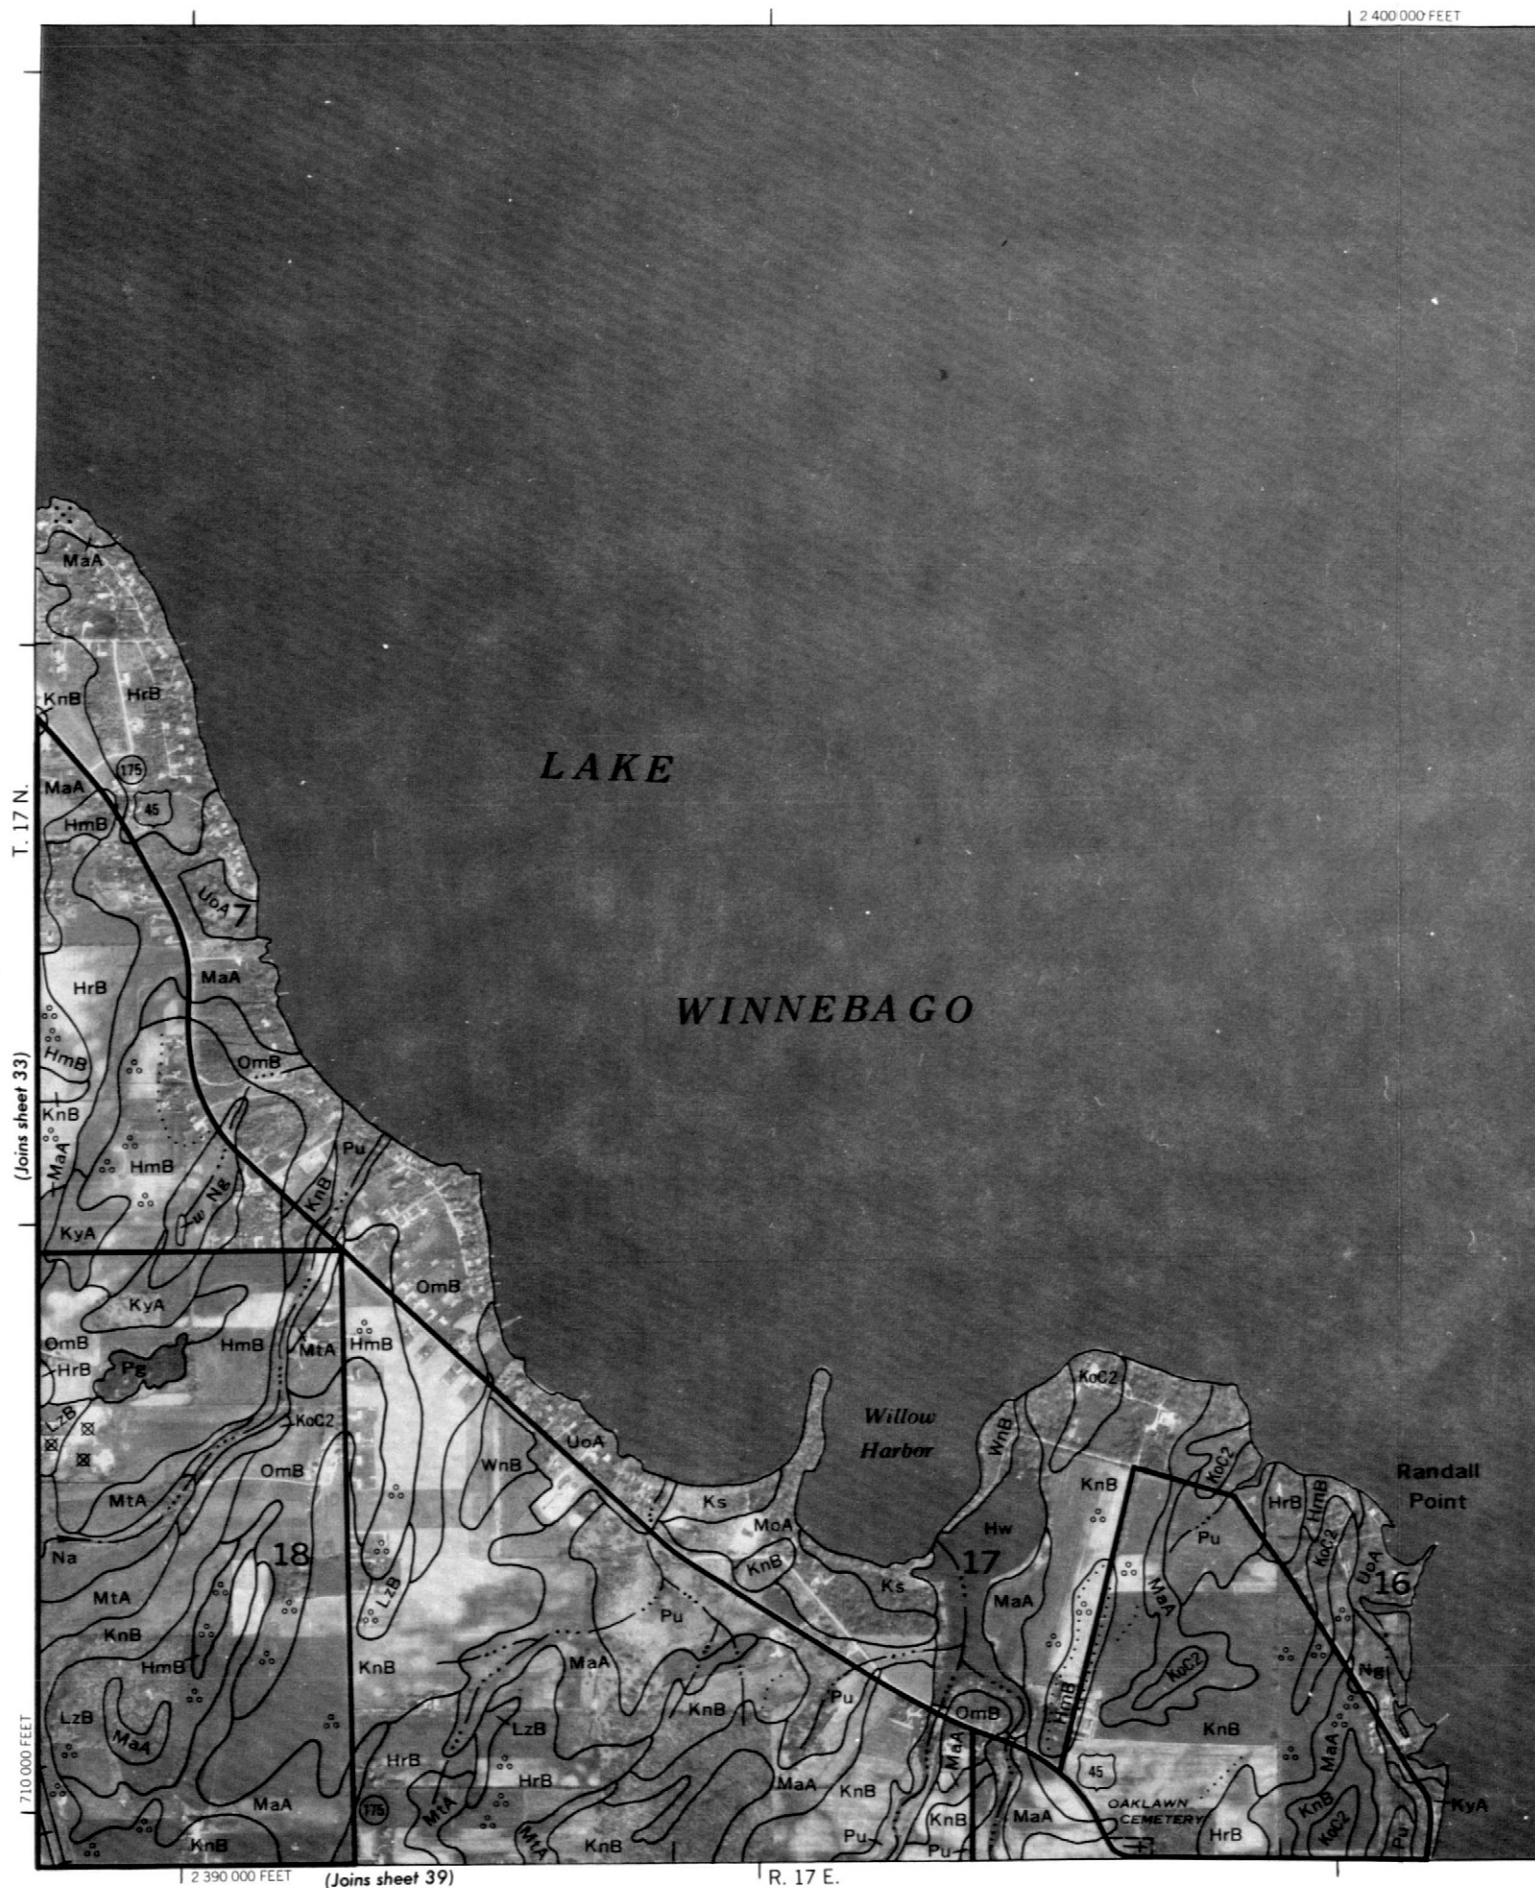 2 400 000 FEET
MaA
KnB
HrB
175
MaA
45
HmB
T. 17 N.
UoA
7
HrB
MaA
(Joins sheet 33)
HmB
OmB
KnB
MaA
HmB
Ng
w
KnB
Pu
KyA
LAKE
WINNEBAGO
KyA
OmB
OmB
HrB
Pg
HmB
MtA
HmB
LzB
KoC2
OmB
WnB
UoA
MtA
Na
18
MtA
KnB
HmB
LzB
KnB
LzB
MaA
MaA
KnB
Willow
Harbor
WnB
KoC2
KoC2
Randall
Point
Ks
MoA
KnB
Ks
Hw
17
KnB
Pu
HrB
HmB
KoC2
UoA
16
MaA
MaA
Pu
MaA
KnB
Pu
KoC2
Ng
HmB
OmB
KnB
MaA
LzB
HrB
HrB
MtA
MtA
KnB
175
MaA
KnB
Pu
MaA
KnB
Pu
MaA
45
OAKLAWN
CEMETERY
HrB
KnB
KoC2
Pu
KyA
710 000 FEET
2 390 000 FEET
(Joins sheet 39)
R. 17 E.